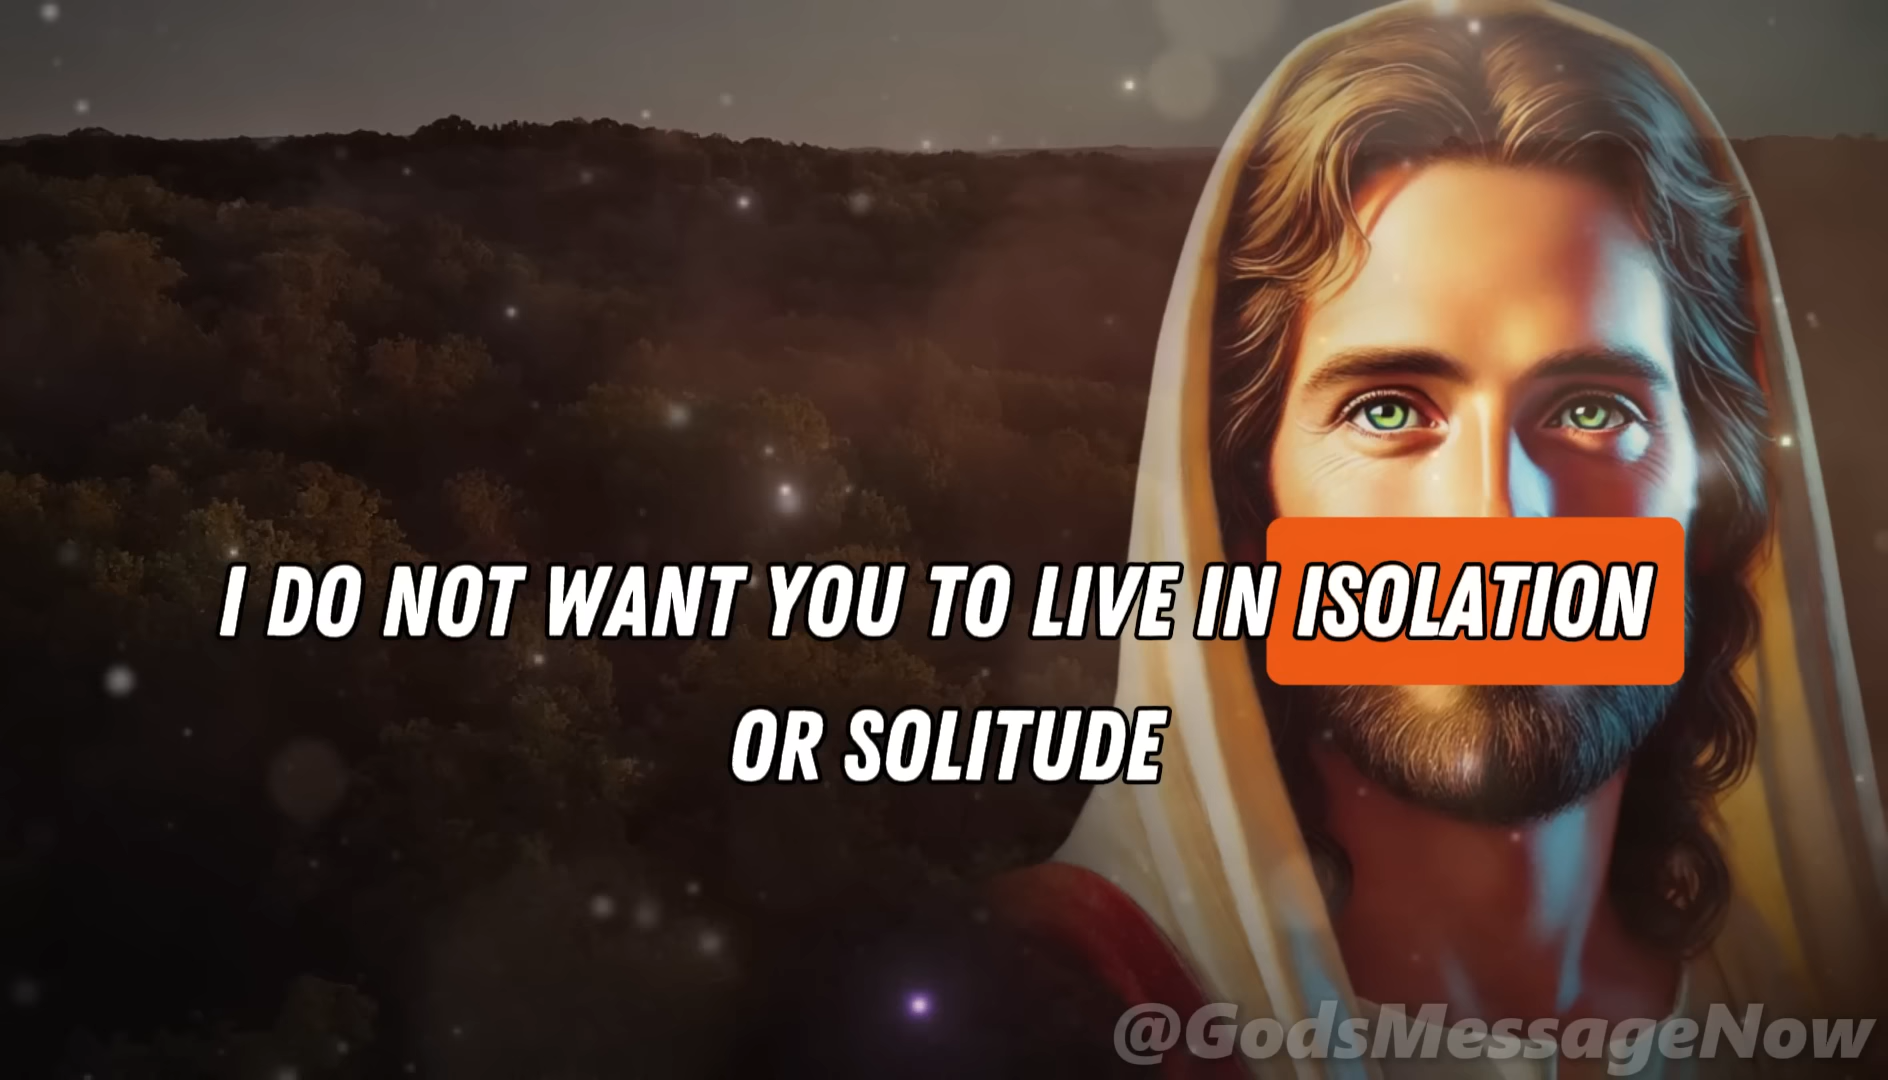 I DO NOT WANT YOU TO LIVE IN ISOLATION
OR SOLITUDE
@GodsMessageNow